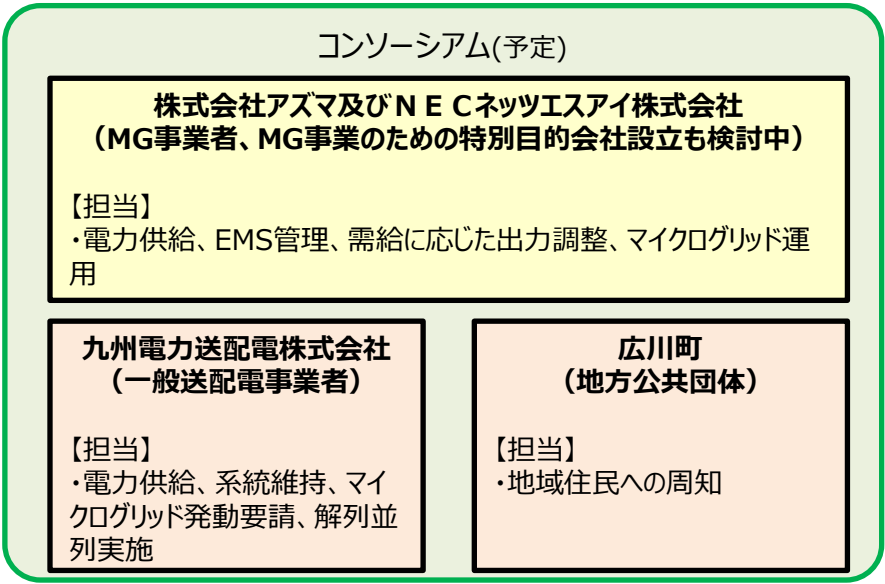 コンソーシアム(予定)
株式会社アズマ及びＮＥＣネッツエスアイ株式会社
（MG事業者、MG事業のための特別目的会社設立も検討中）
【担当】
・電力供給、EMS管理、需給に応じた出力調整、マイクログリッド運
用
九州電力送配電株式会社
（一般送配電事業者）
【担当】
・電力供給、系統維持、マイ
クログリッド発動要請、解列並
列実施
広川町
（地方公共団体）
【担当】
・地域住民への周知